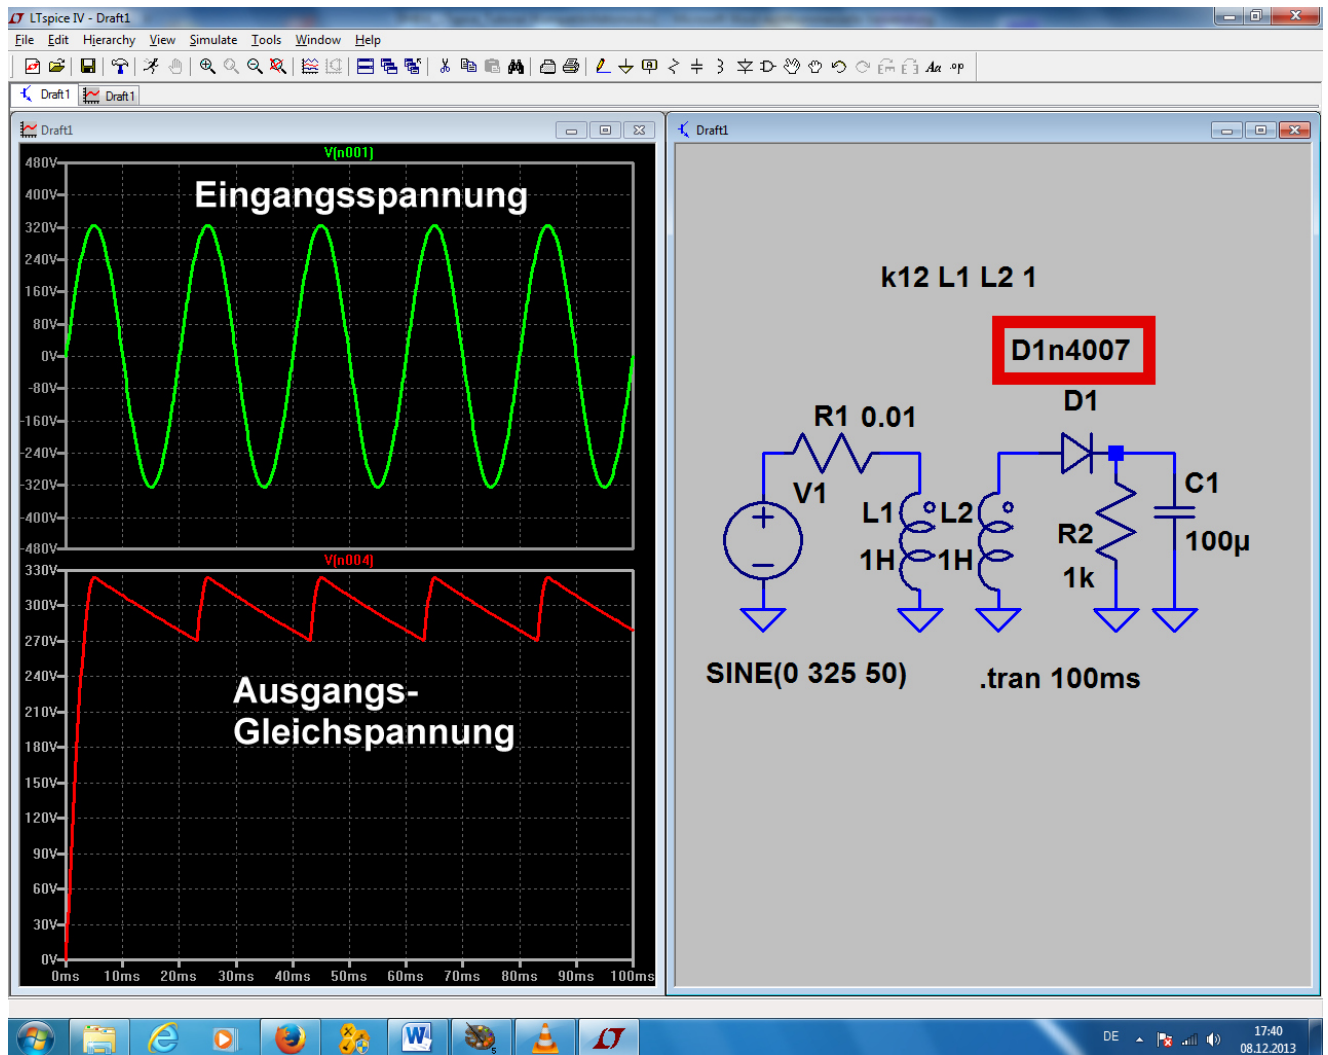 LTspice IV - Draft1
File Edit Hierarchy View Simulate Tools Window Help
Aa .op
Draft1 Draft1
Draft1
V(n001)
480V
400V
320V
240V
160V
80V
0V
-80V
-160V
-240V
-320V
-400V
-480V
Eingangsspannung
V(n004)
330V
300V
270V
240V
210V
180V
150V
120V
90V
60V
30V
0V
Ausgangs-
Gleichspannung
0ms 10ms 20ms 30ms 40ms 50ms 60ms 70ms 80ms 90ms 100ms
Draft1
k12 L1 L2 1
D1n4007
D1
R1 0.01
V1
L1 L2
1H 1H
C1
R2
100µ
1k
SINE(0 325 50)
.tran 100ms
DE
17:40
08.12.2013